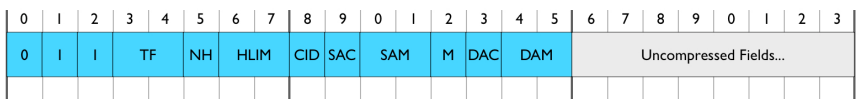 0 1 2 3 4 5 6 7 8 9 0 1 2 3 4 5 6 7 8 9 0 1 2 3
0 1 1 TF NH HLIM CID SAC SAM M DAC DAM Uncompressed Fields...